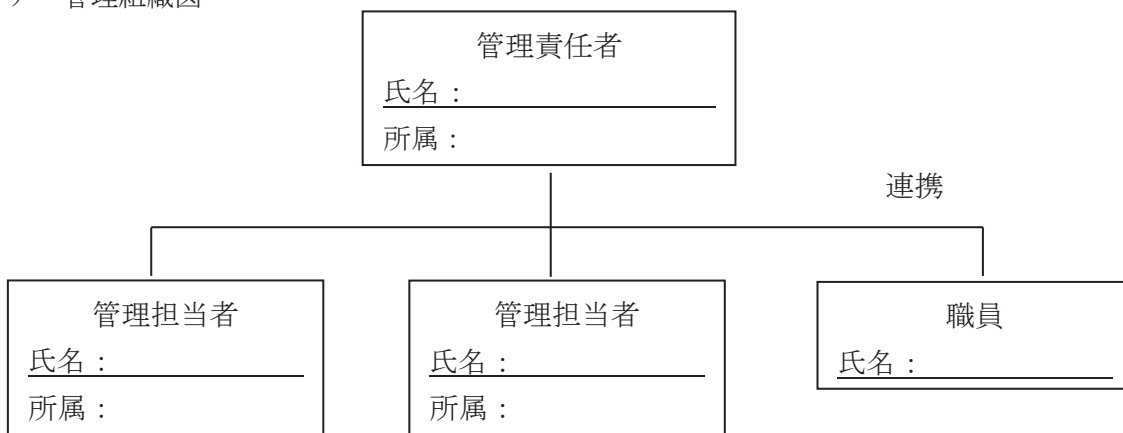 管理組織図
管理責任者
氏名：
所属：
連携
管理担当者
氏名：
所属：
管理担当者
氏名：
所属：
職員
氏名：